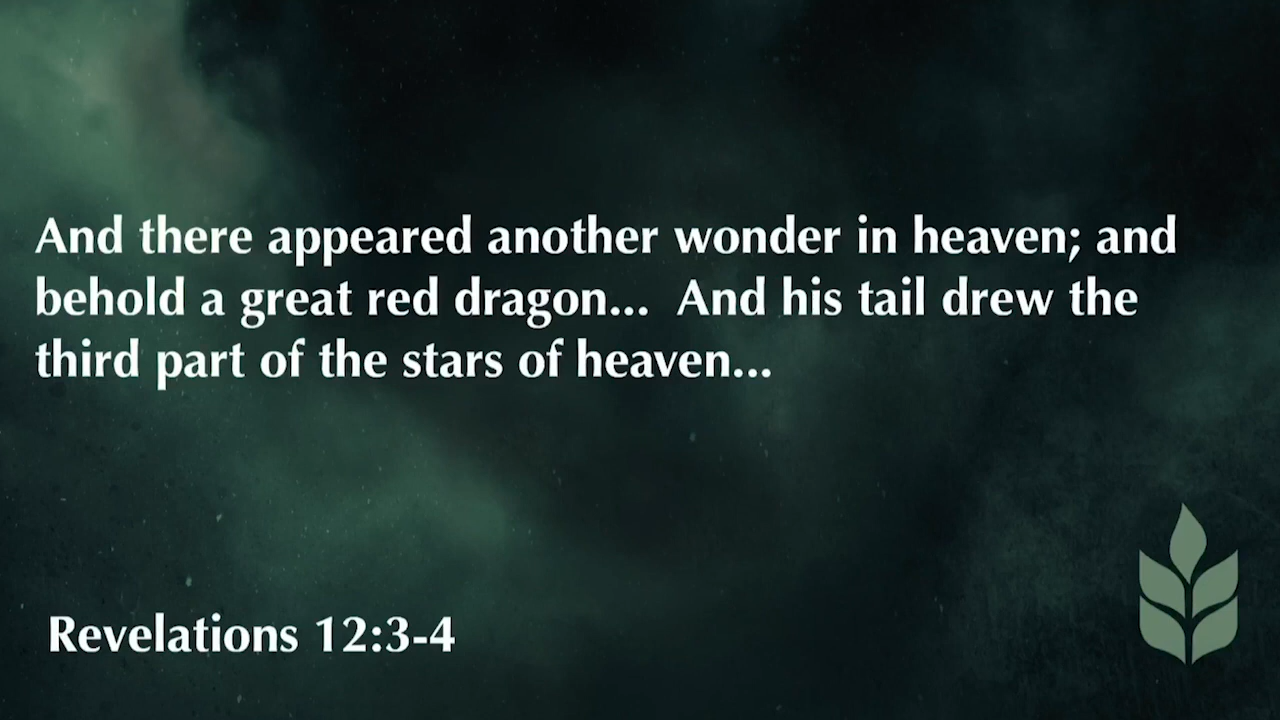 And there appeared another wonder in heaven; and
behold a great red dragon...  And his tail drew the
third part of the stars of heaven...
Revelations 12:3-4